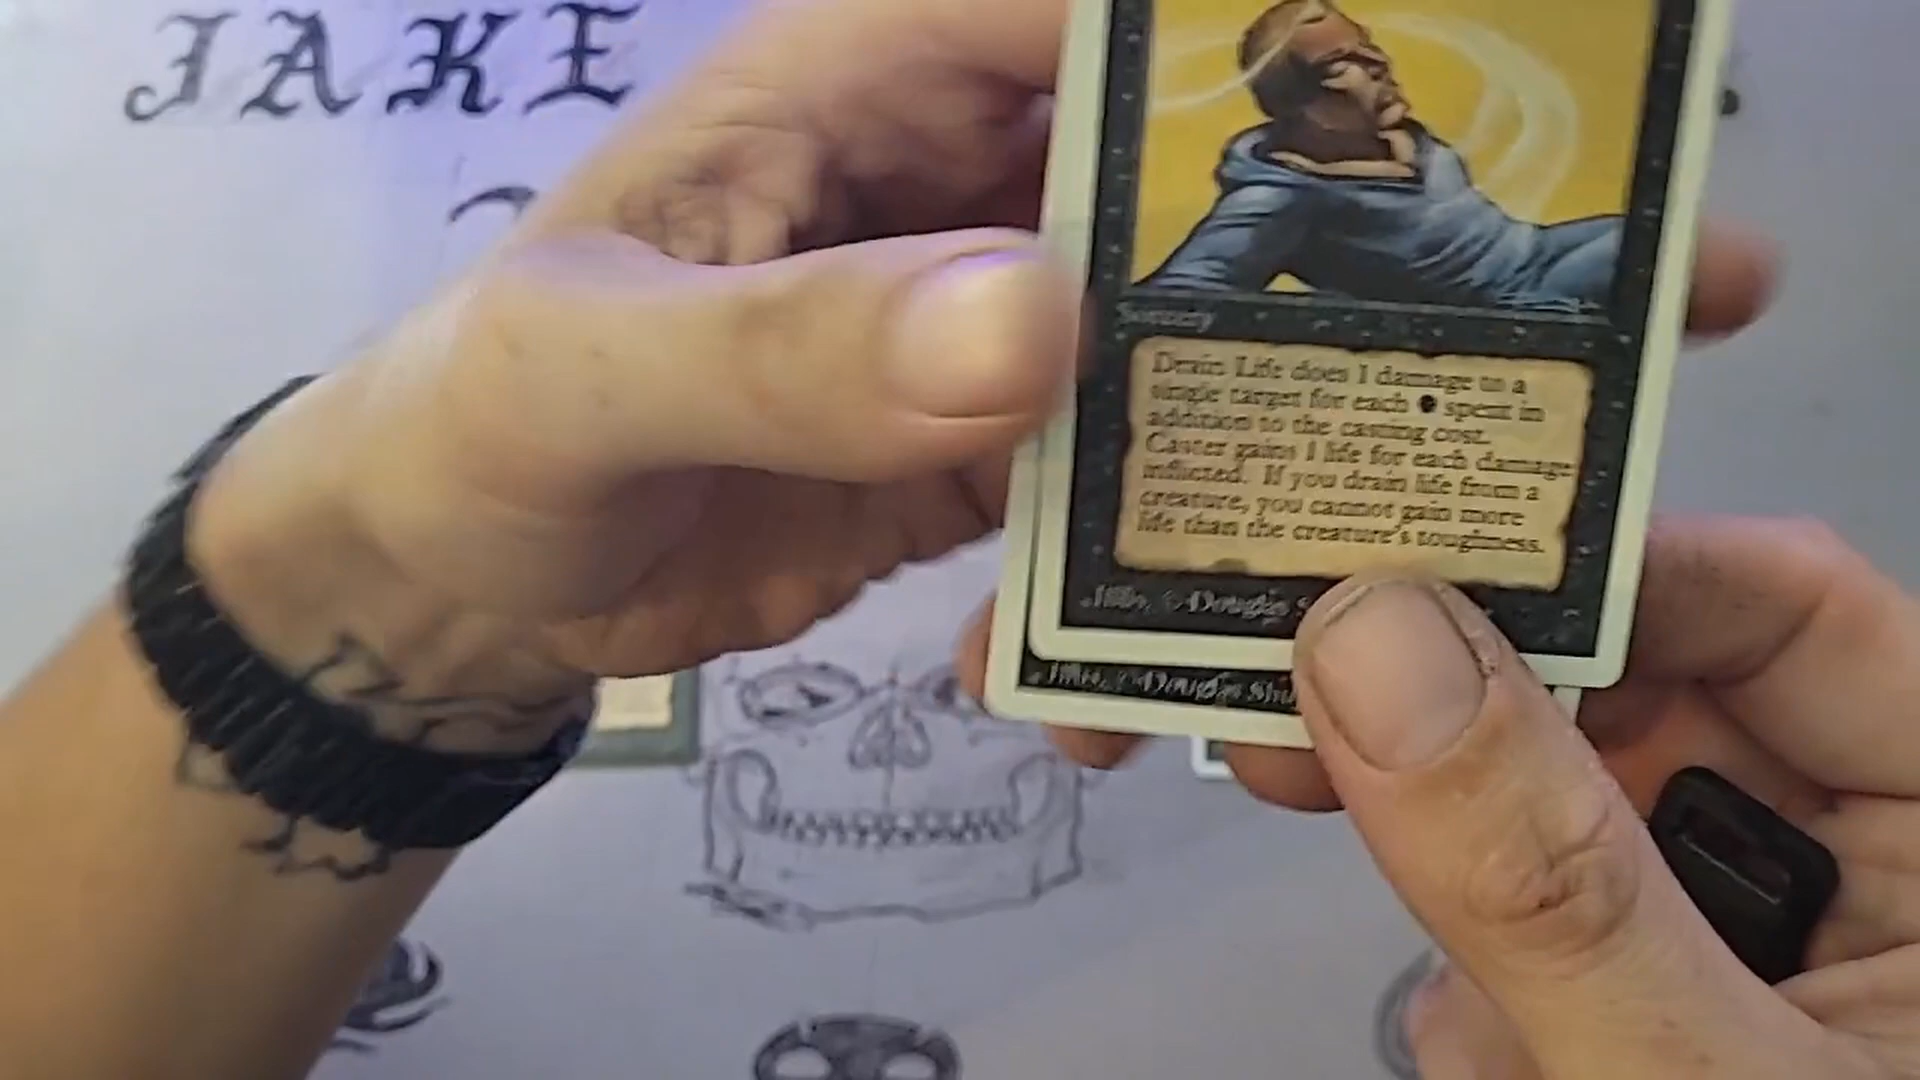 JAKE
Sorcery
Drain Life does 1 damage to a
single target for each spent in
addition to the casting cost.
Caster gains 1 life for each damage
inflicted. If you drain life from a
creature, you cannot gain more
life than the creature's toughness.
Illus. © Douglas S
Illus. © Douglas Shu